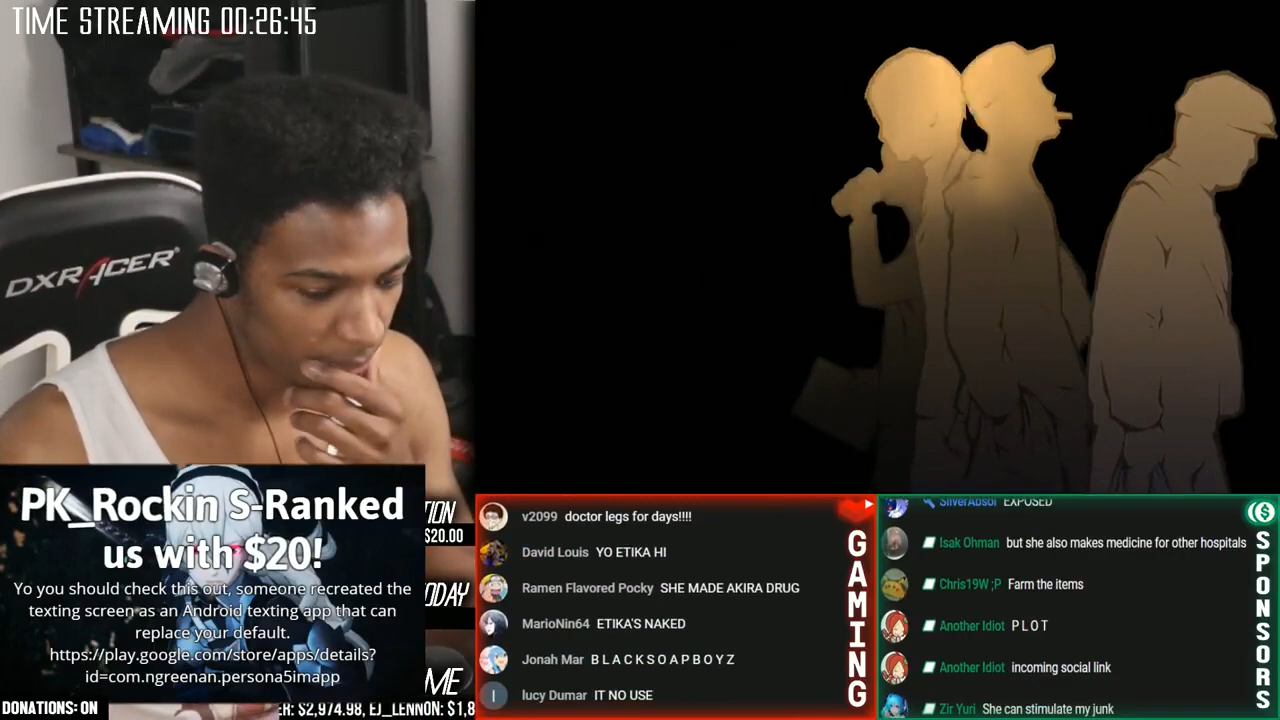 TIME STREAMING 00:26:45
DXRACER
PK_Rockin S-Ranked
us with $20!
Yo you should check this out, someone recreated the
texting screen as an Android texting app that can
replace your default.
https://play.google.com/store/apps/details?
id=com.ngreenan.persona5imapp
TION
$20.00
ODAY
ME
DONATIONS: ON
ER: $2,974.98, EJ_LENNON: $1,8
v2099 doctor legs for days!!!!
David Louis YO ETIKA HI
Ramen Flavored Pocky SHE MADE AKIRA DRUG
MarioNin64 ETIKA'S NAKED
Jonah Mar B L A C K S O A P B O Y Z
lucy Dumar IT NO USE
GAMING
SilverAbsol EXPOSED
Isak Ohman but she also makes medicine for other hospitals
Chris19W ;P Farm the items
Another Idiot P L O T
Another Idiot incoming social link
Zir Yuri She can stimulate my junk
SPONSORS